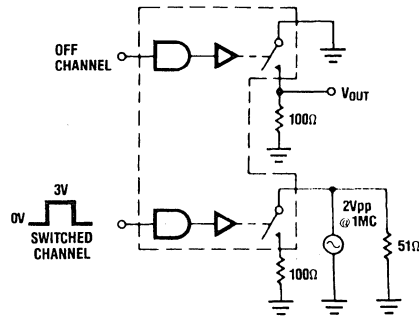 OFF
CHANNEL
VOUT
100Ω
3V
0V
SWITCHED
CHANNEL
2Vpp
@ 1MC
51Ω
100Ω